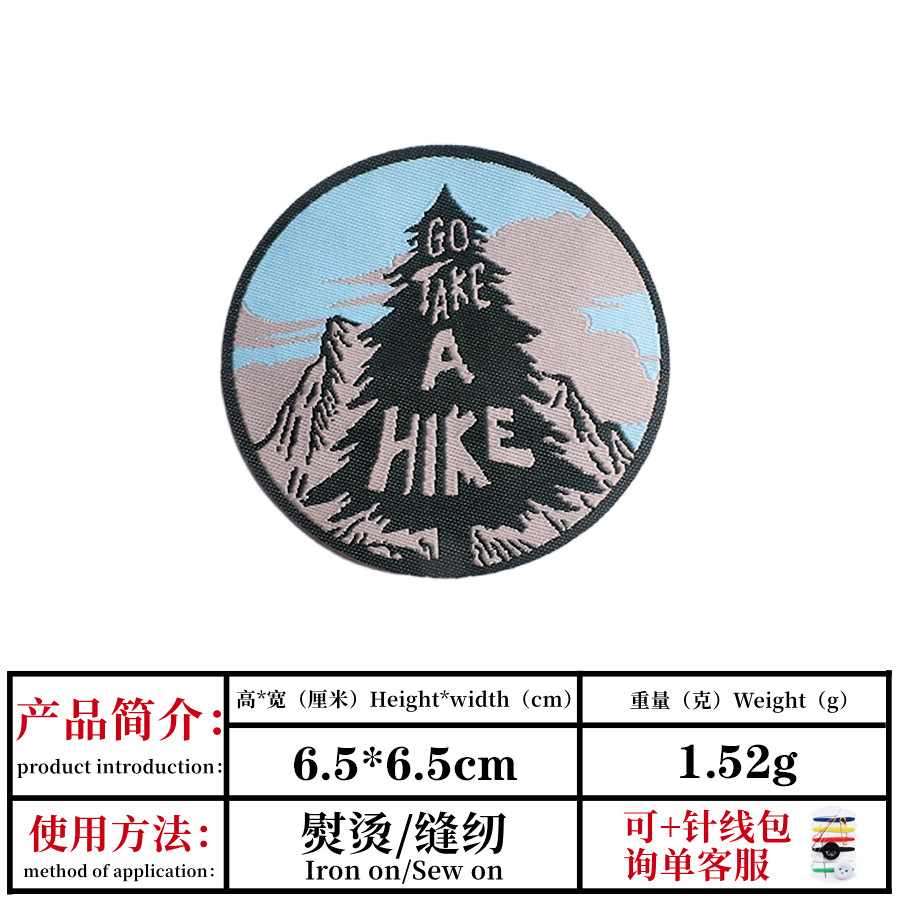 GO
TAKE
A
HIKE
产品简介：
product introduction：
高*宽（厘米）Height*width（cm）
重量（克）Weight（g）
6.5*6.5cm
1.52g
使用方法：
method of application：
熨烫/缝纫
Iron on/Sew on
可+针线包
询单客服